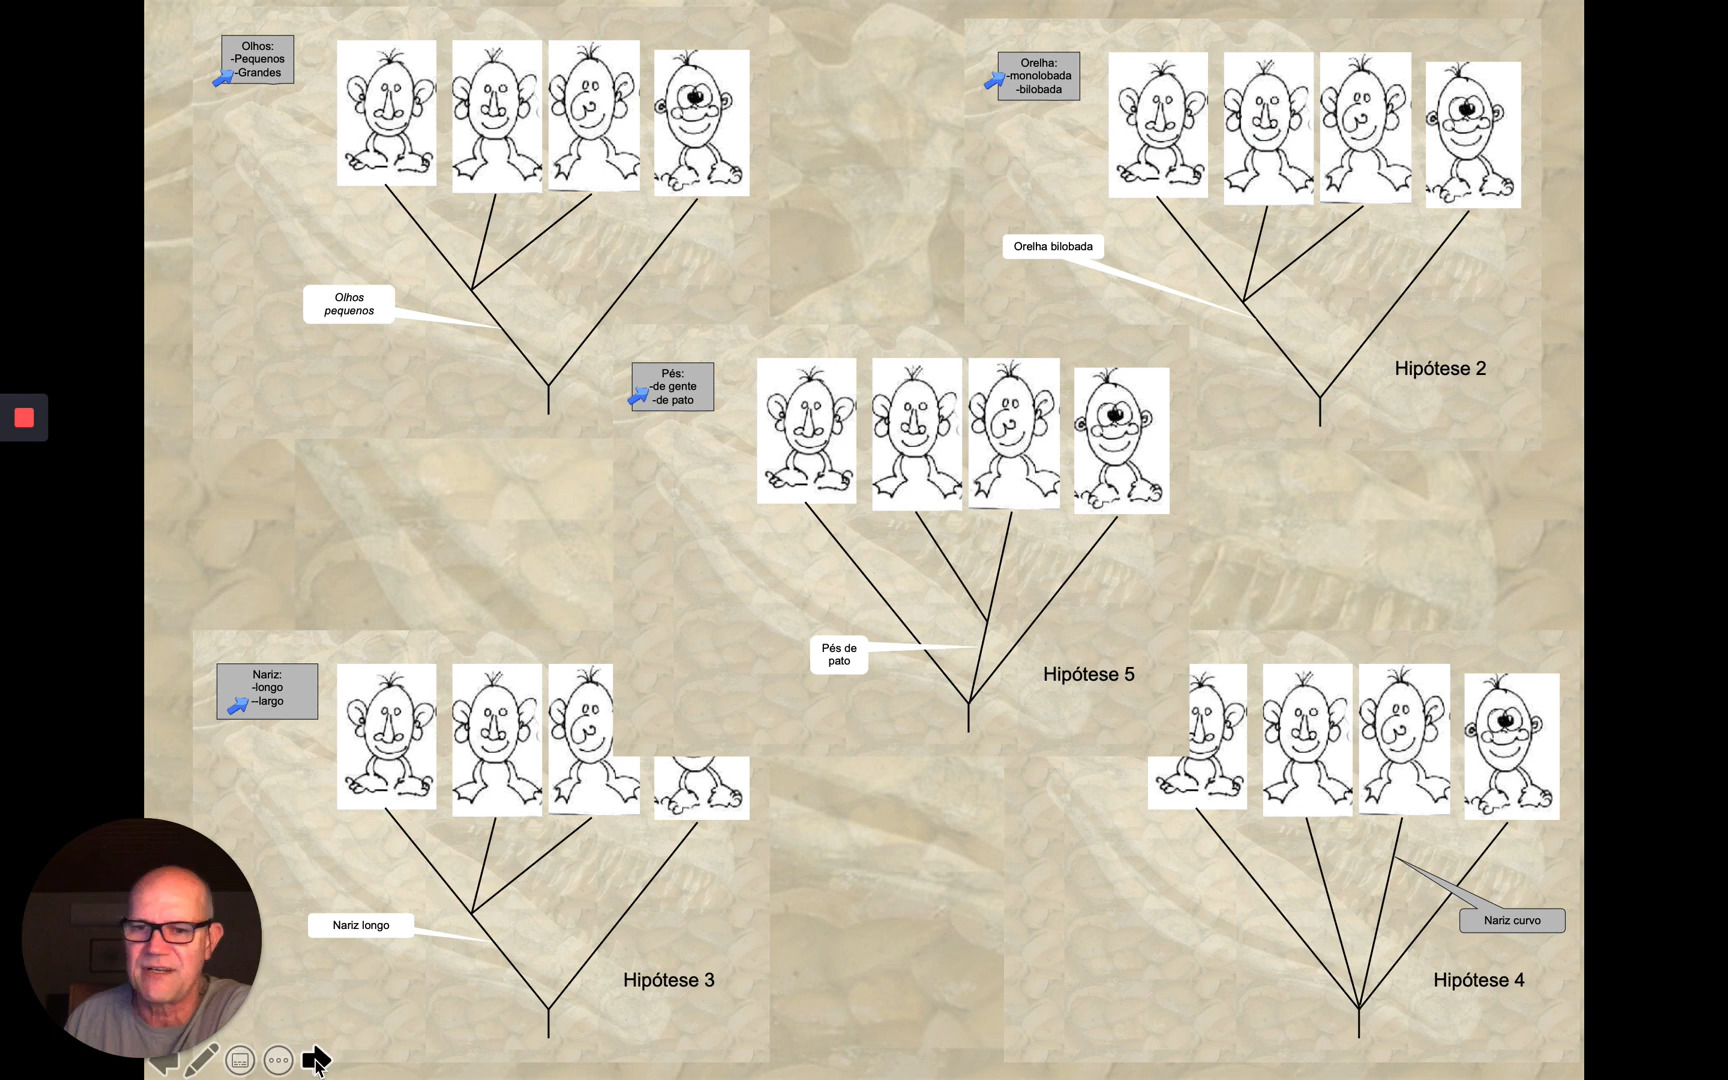 Olhos:
-Pequenos
-Grandes
Olhos
pequenos
Orelha:
-monolobada
-bilobada
Orelha bilobada
Hipótese 2
Pés:
-de gente
-de pato
Pés de
pato
Hipótese 5
Nariz:
-longo
--largo
Nariz longo
Hipótese 3
Nariz curvo
Hipótese 4